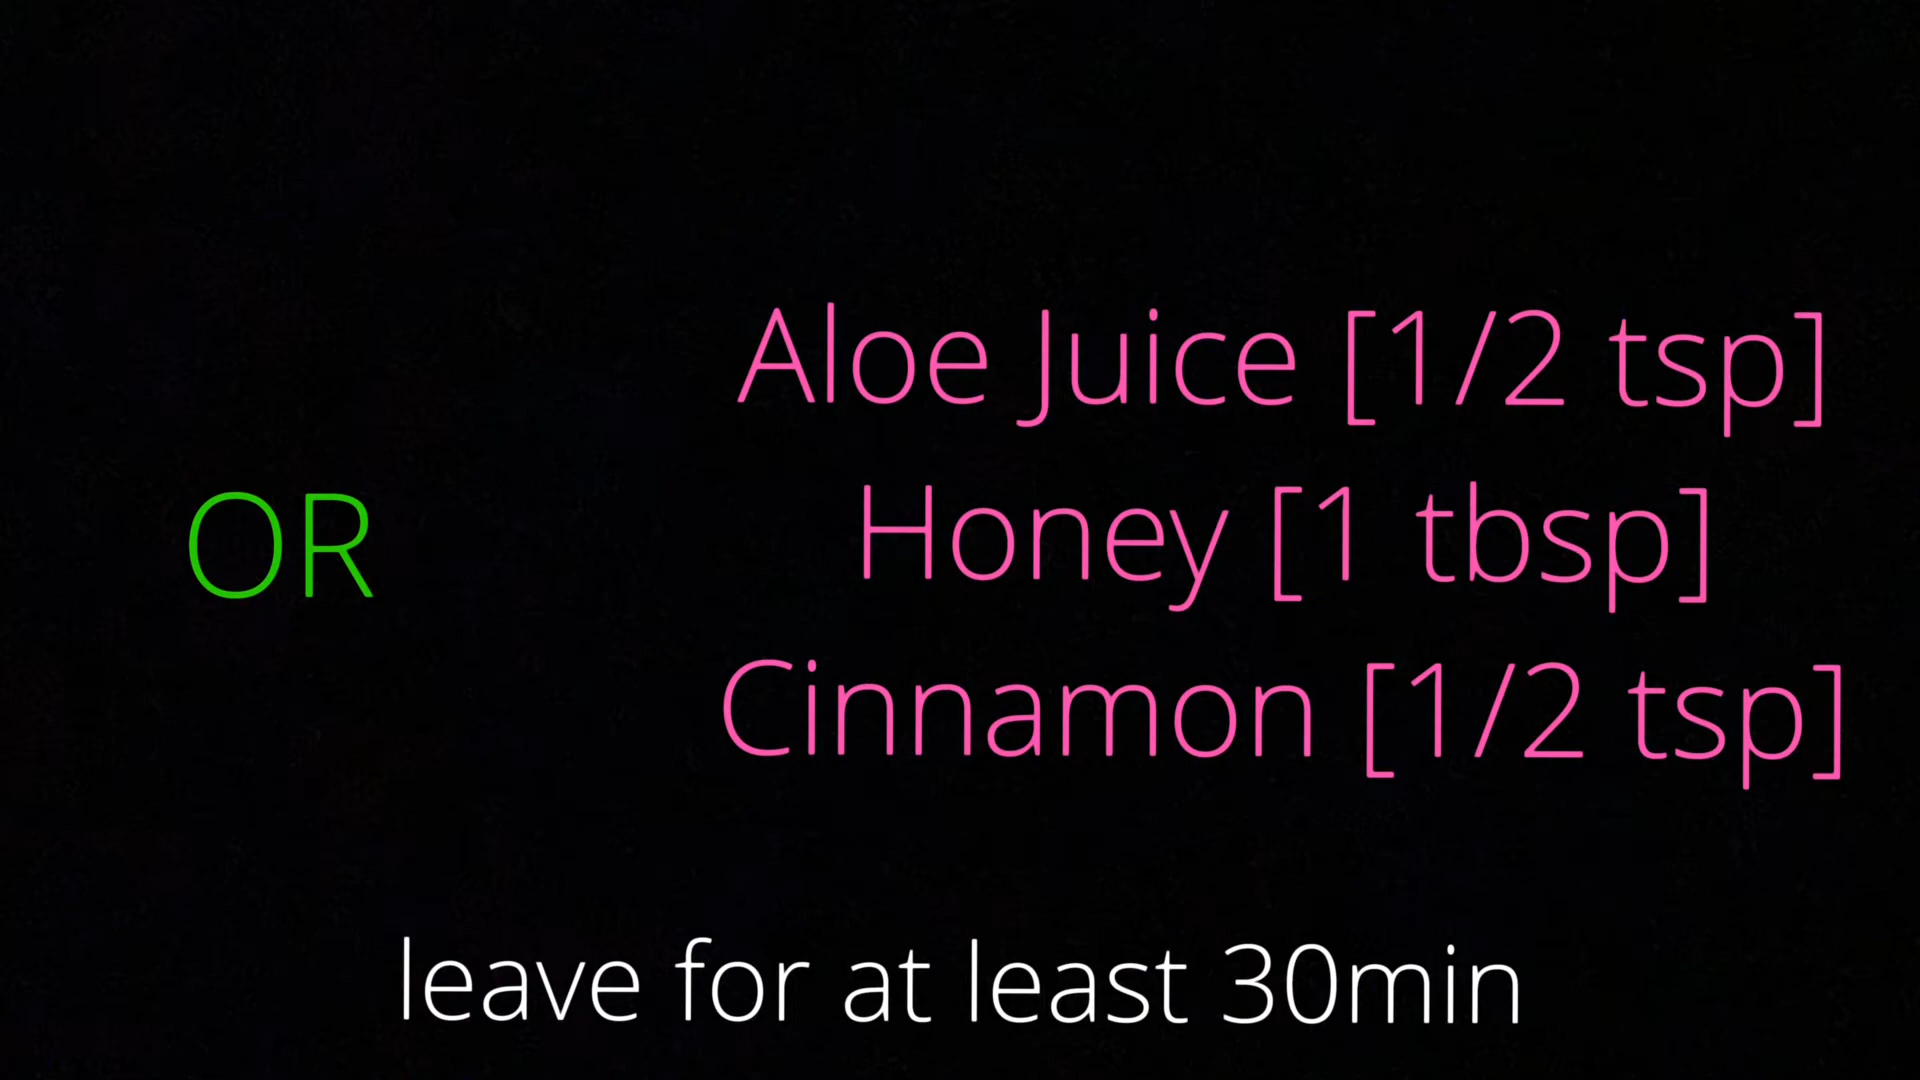 Aloe Juice [1/2 tsp]
OR
Honey [1 tbsp]
Cinnamon [1/2 tsp]
leave for at least 30min